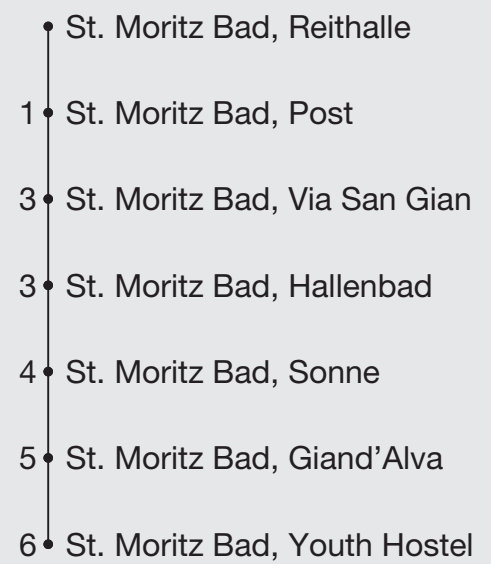 St. Moritz Bad, Reithalle
1 St. Moritz Bad, Post
3 St. Moritz Bad, Via San Gian
3 St. Moritz Bad, Hallenbad
4 St. Moritz Bad, Sonne
5 St. Moritz Bad, Giand’Alva
6 St. Moritz Bad, Youth Hostel